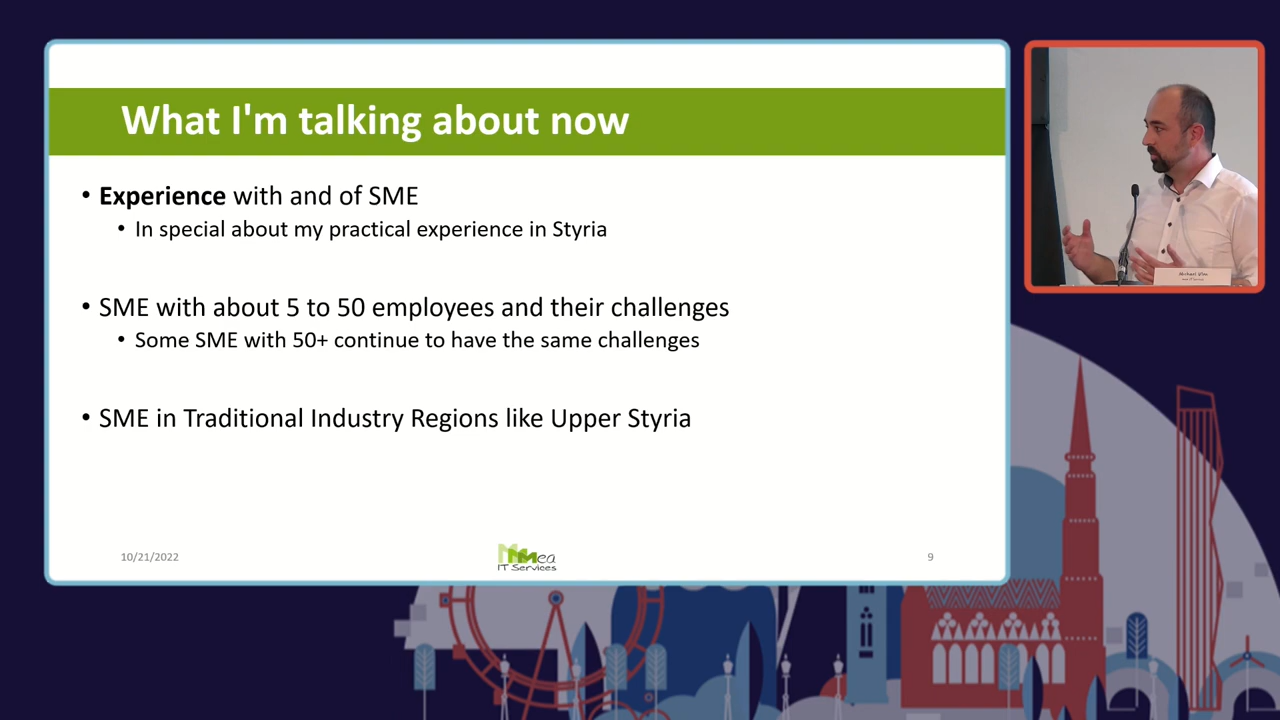 What I'm talking about now
• Experience with and of SME
• In special about my practical experience in Styria
• SME with about 5 to 50 employees and their challenges
• Some SME with 50+ continue to have the same challenges
• SME in Traditional Industry Regions like Upper Styria
10/21/2022
Mea
IT Services
9
Michael